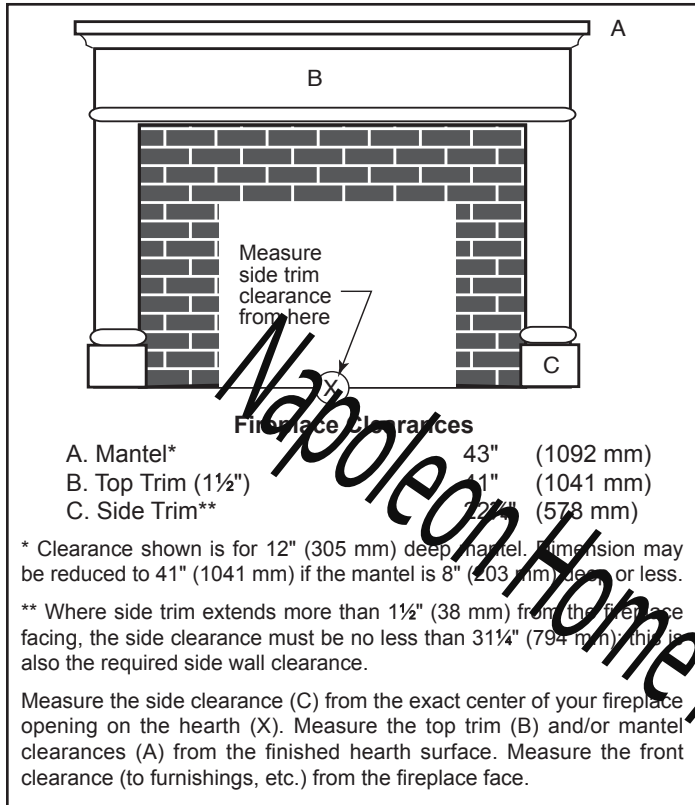 A
B
Measure
side trim
clearance
from here
X
C
Fireplace Clearances
A. Mantel* 43" (1092 mm)
B. Top Trim (1½") 41" (1041 mm)
C. Side Trim** 22¾" (578 mm)
* Clearance shown is for 12" (305 mm) deep mantel. Dimension may
be reduced to 41" (1041 mm) if the mantel is 8" (203 mm) deep or less.
** Where side trim extends more than 1½" (38 mm) from the fireplace
facing, the side clearance must be no less than 31¼" (794 mm); this is
also the required side wall clearance.
Measure the side clearance (C) from the exact center of your fireplace
opening on the hearth (X). Measure the top trim (B) and/or mantel
clearances (A) from the finished hearth surface. Measure the front
clearance (to furnishings, etc.) from the fireplace face.
Napoleon Home